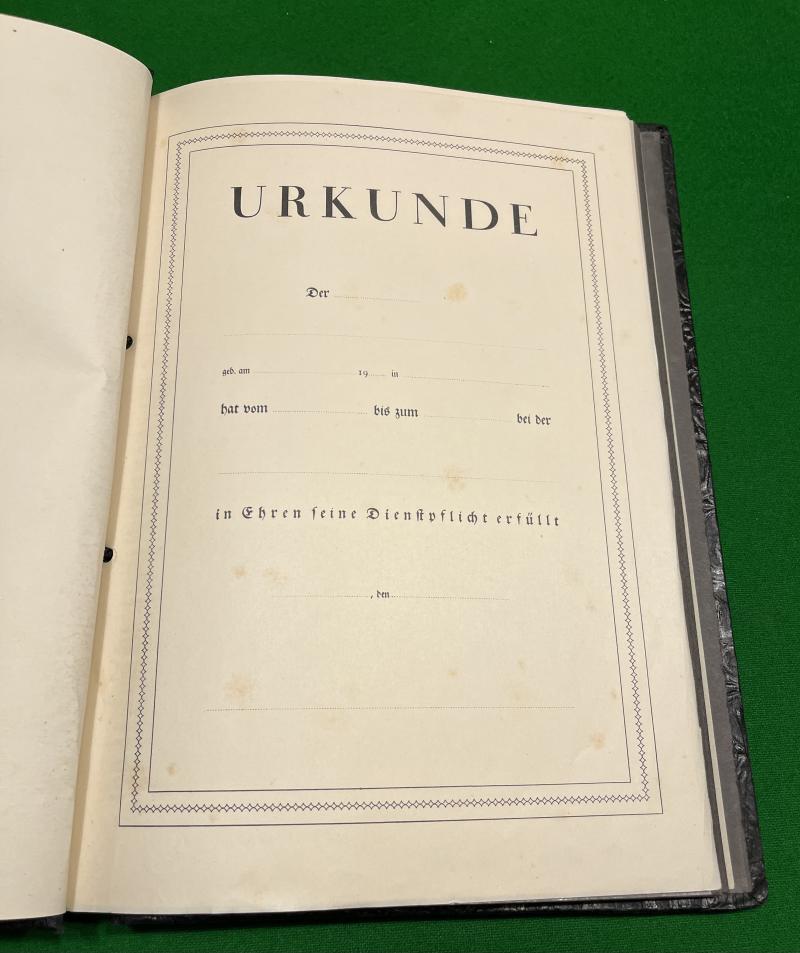 URKUNDE
Der
geb. am 19 in
hat vom bis zum bei der
in Ehren seine Dienstpflicht erfüllt
, den